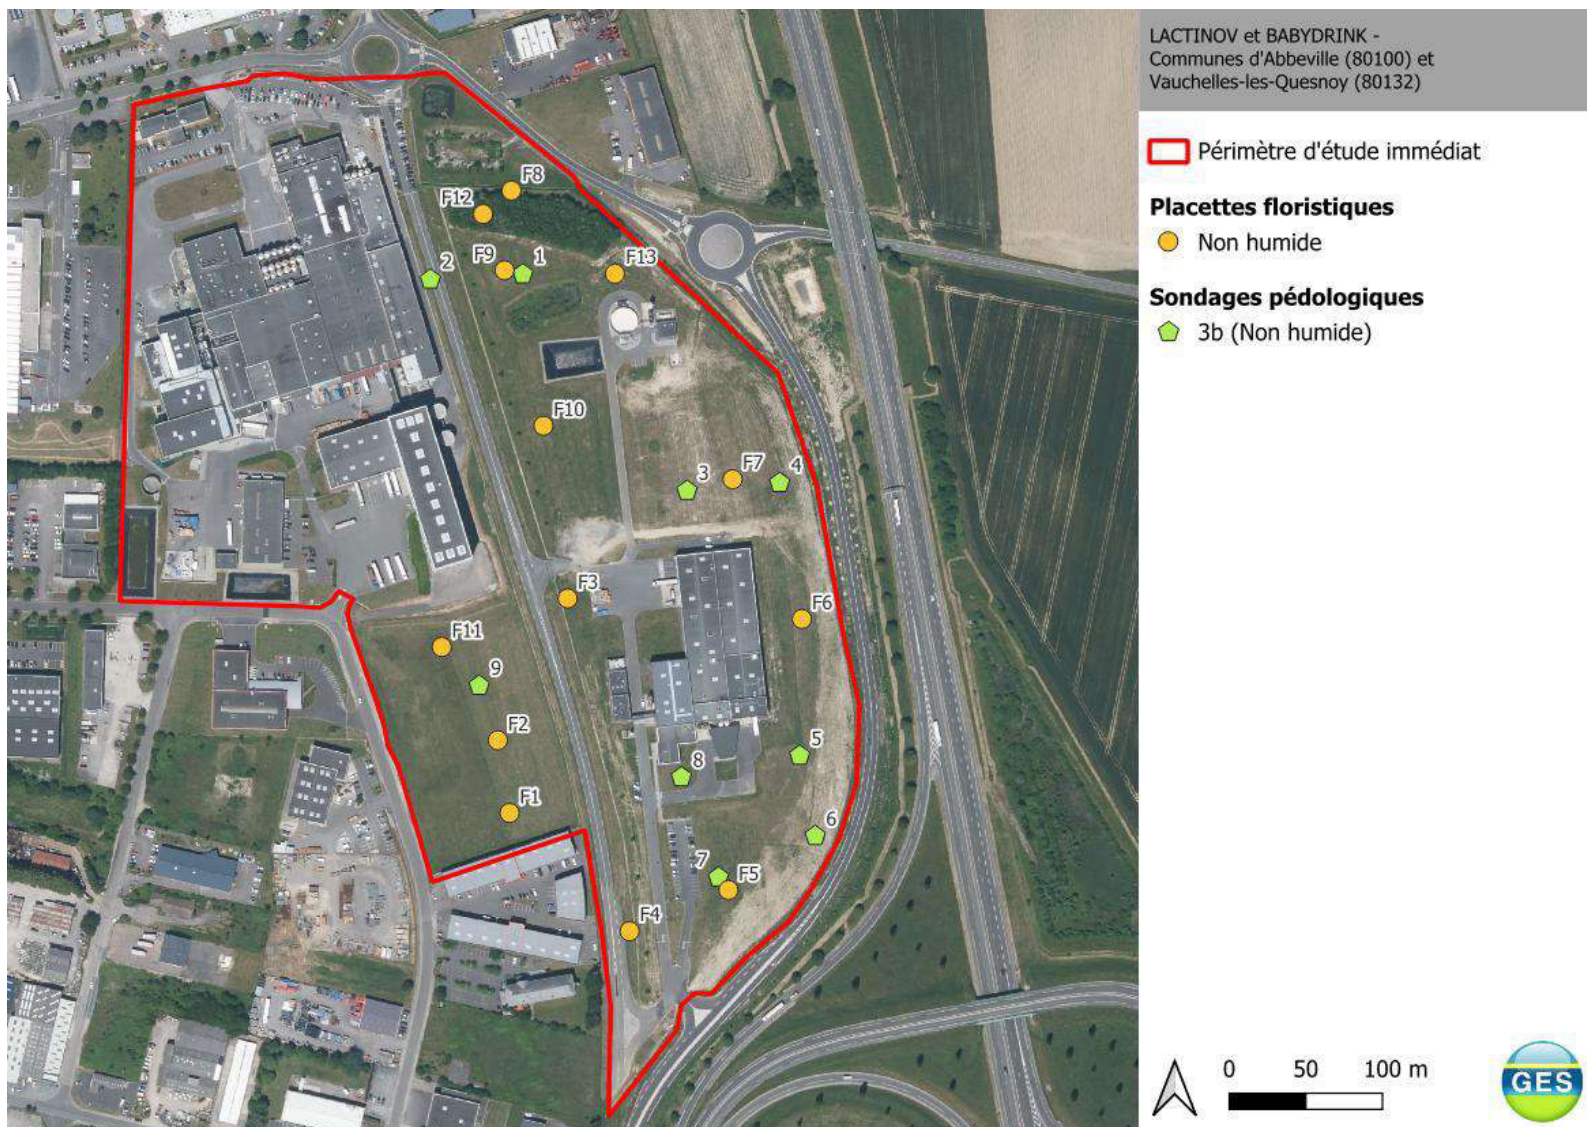 LACTINOV et BABYDRINK -
Communes d'Abbeville (80100) et
Vauchelles-les-Quesnoy (80132)
Périmètre d'étude immédiat
Placettes floristiques
Non humide
Sondages pédologiques
3b (Non humide)
F8
F12
F9
1
2
F13
F10
3
F7
4
F3
F6
F11
9
F2
5
8
F1
6
7
F5
F4
0 50 100 m
GES